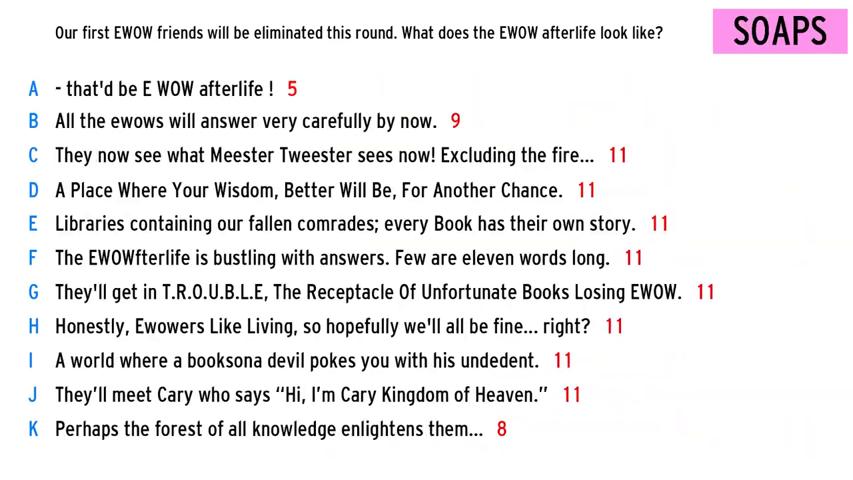 Our first EWOW friends will be eliminated this round. What does the EWOW afterlife look like?
SOAPS
A - that'd be E WOW afterlife ! 5
B All the ewows will answer very carefully by now. 9
C They now see what Meester Tweester sees now! Excluding the fire... 11
D A Place Where Your Wisdom, Better Will Be, For Another Chance. 11
E Libraries containing our fallen comrades; every Book has their own story. 11
F The EWOWfterlife is bustling with answers. Few are eleven words long. 11
G They'll get in T.R.O.U.B.L.E, The Receptacle Of Unfortunate Books Losing EWOW. 11
H Honestly, Ewowers Like Living, so hopefully we'll all be fine... right? 11
I A world where a booksona devil pokes you with his undedent. 11
J They’ll meet Cary who says “Hi, I’m Cary Kingdom of Heaven.” 11
K Perhaps the forest of all knowledge enlightens them... 8